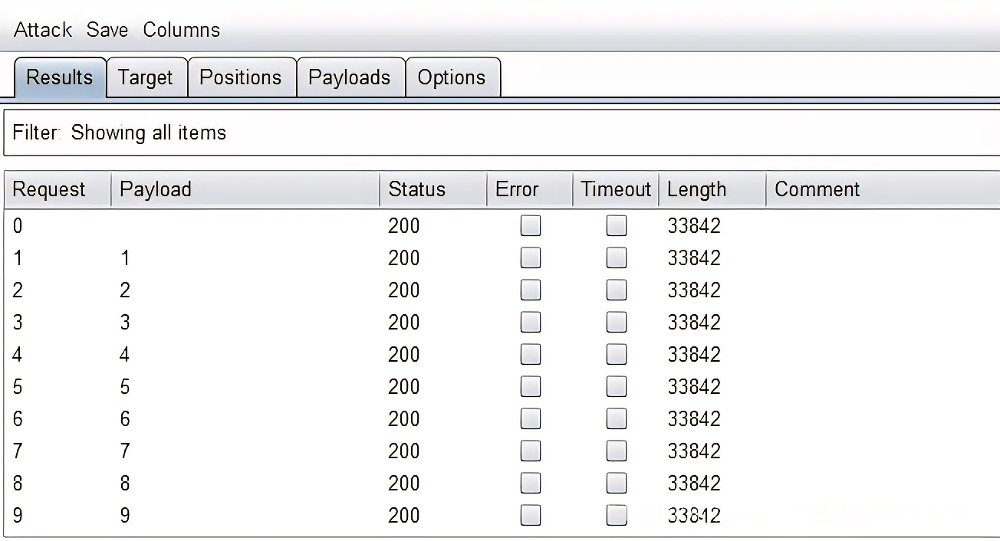 Attack Save Columns
Results Target Positions Payloads Options
Filter: Showing all items
Request Payload Status Error Timeout Length Comment
0 200 33842
1 1 200 33842
2 2 200 33842
3 3 200 33842
4 4 200 33842
5 5 200 33842
6 6 200 33842
7 7 200 33842
8 8 200 33842
9 9 200 33842